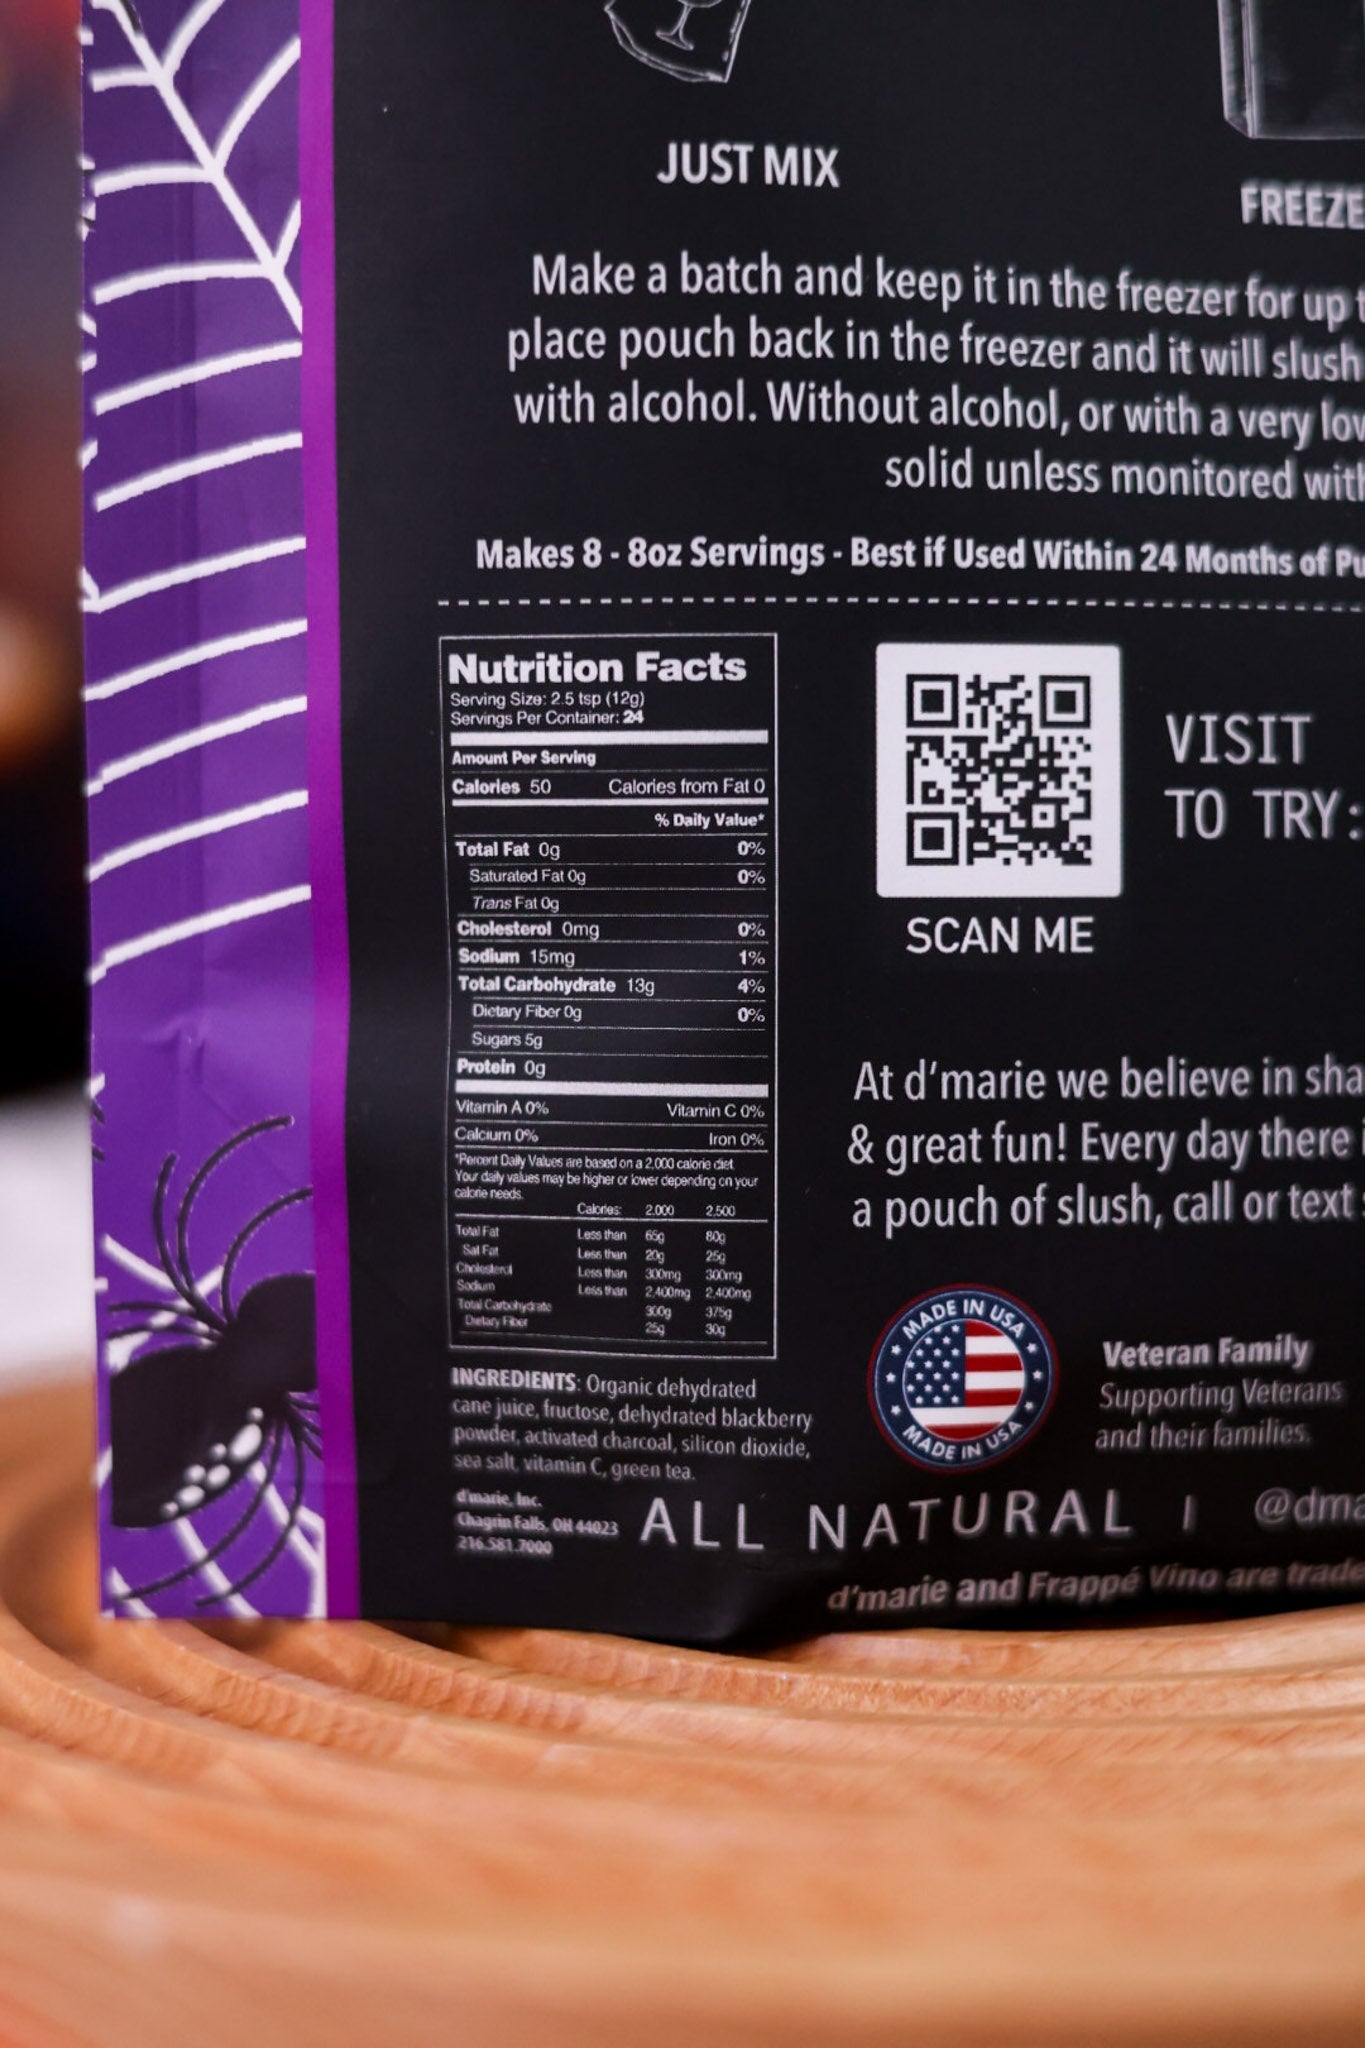 JUST MIX
FREEZE
Make a batch and keep it in the freezer for up
place pouch back in the freezer and it will slush
with alcohol. Without alcohol, or with a very
solid unless monitored
Makes 8 - 8oz Servings - Best if Used Within 24 Months of
Nutrition Facts
Serving Size: 2.5 tsp (12g)
Servings Per Container: 24
Amount Per Serving
Calories 50 Calories from Fat 0
% Daily Value*
Total Fat 0g 0%
Saturated Fat 0g 0%
Trans Fat 0g
Cholesterol 0mg 0%
Sodium 15mg 1%
Total Carbohydrate 13g 4%
Dietary Fiber 0g 0%
Sugars 5g
Protein 0g
Vitamin A 0% Vitamin C 0%
Calcium 0% Iron 0%
*Percent Daily Values are based on a 2,000 calorie diet.
Your daily values may be higher or lower depending on your
calorie needs.
Calories: 2,000 2,500
Total Fat Less than 65g 80g
Sat Fat Less than 20g 25g
Cholesterol Less than 300mg 300mg
Sodium Less than 2,400mg 2,400mg
Total Carbohydrate 300g 375g
Dietary Fiber 25g 30g
INGREDIENTS: Organic dehydrated
cane juice, fructose, dehydrated blackberry
powder, activated charcoal, silicon dioxide,
sea salt, vitamin C, green tea.
d'marie, Inc.
Chagrin Falls, OH 44023
216.581.7000
SCAN ME
VISIT
TO TRY:
At d'marie we believe in
& great fun! Every day there
a pouch of slush, call or text
MADE IN USA
MADE IN USA
Veteran Family
Supporting Veterans
and their families.
ALL NATURAL | @dma
d'marie and Frappé Vino are